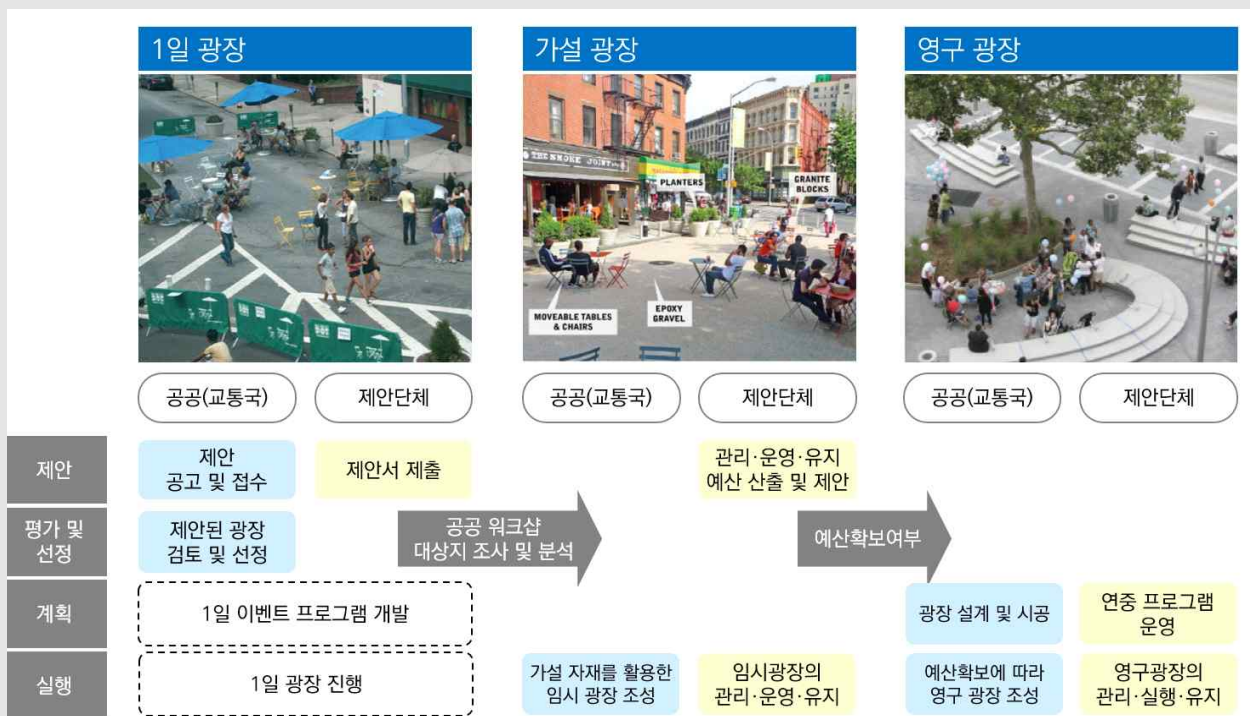 1일 광장
가설 광장
영구 광장
THE SMOKE JOINT
PLANTERS
GRANITE
BLOCKS
MOVEABLE TABLES
& CHAIRS
EPOXY
GRAVEL
공공(교통국)
제안단체
공공(교통국)
제안단체
공공(교통국)
제안단체
제안
제안
공고 및 접수
제안서 제출
관리·운영·유지
예산 산출 및 제안
평가 및
선정
제안된 광장
검토 및 선정
공공 워크샵
대상지 조사 및 분석
예산확보여부
계획
1일 이벤트 프로그램 개발
광장 설계 및 시공
연중 프로그램
운영
실행
1일 광장 진행
가설 자재를 활용한
임시 광장 조성
임시광장의
관리·운영·유지
예산확보에 따라
영구 광장 조성
영구광장의
관리·실행·유지